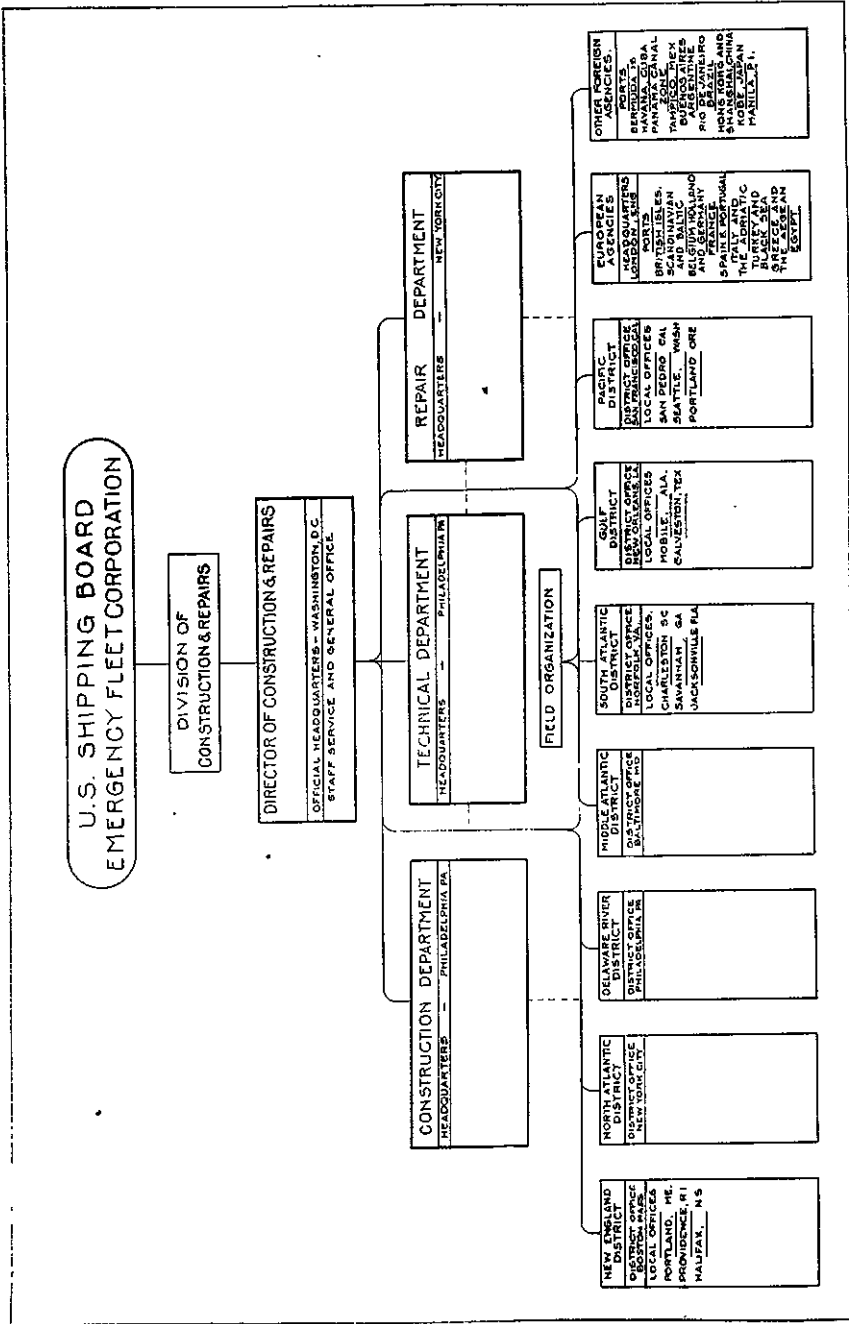 U.S. SHIPPING BOARD
EMERGENCY FLEET CORPORATION
DIVISION OF
CONSTRUCTION & REPAIRS
DIRECTOR OF CONSTRUCTION & REPAIRS
OFFICIAL HEADQUARTERS - WASHINGTON, D.C.
STAFF SERVICE AND GENERAL OFFICE
CONSTRUCTION DEPARTMENT
HEADQUARTERS - PHILADELPHIA PA
TECHNICAL DEPARTMENT
HEADQUARTERS - PHILADELPHIA PA
REPAIR DEPARTMENT
HEADQUARTERS - NEW YORK CITY
FIELD ORGANIZATION
NEW ENGLAND
DISTRICT
DISTRICT OFFICE
BOSTON MASS
LOCAL OFFICES
PORTLAND, ME.
PROVIDENCE, R I
HALIFAX, N S
NORTH ATLANTIC
DISTRICT
DISTRICT OFFICE
NEW YORK CITY
DELAWARE RIVER
DISTRICT
DISTRICT OFFICE
PHILADELPHIA PA
MIDDLE ATLANTIC
DISTRICT
DISTRICT OFFICE
BALTIMORE MD
SOUTH ATLANTIC
DISTRICT
DISTRICT OFFICE
NORFOLK, VA.
LOCAL OFFICES.
CHARLESTON SC
SAVANNAH, GA
JACKSONVILLE FLA
GULF
DISTRICT
DISTRICT OFFICE
NEW ORLEANS, LA.
LOCAL OFFICES
MOBILE, ALA.
GALVESTON, TEX
PACIFIC
DISTRICT
DISTRICT OFFICE
SAN FRANCISCO, CAL
LOCAL OFFICES
SAN PEDRO CAL
SEATTLE, WASH
PORTLAND ORE
EUROPEAN
AGENCIES
HEADQUARTERS
LONDON, ENG
PORTS
BRITISH ISLES,
SCANDINAVIAN
AND BALTIC
BELGIUM HOLLAND
AND GERMANY
FRANCE
SPAIN & PORTUGAL
ITALY AND
THE ADRIATIC
TURKEY AND
BLACK SEA
GREECE AND
THE AEGEAN
EGYPT
OTHER FOREIGN
AGENCIES.
PORTS
BERMUDA IS
HAVANA, CUBA
PANAMA CANAL
ZONE
TAMPICO, MEX
BUENOS AIRES
ARGENTINE
RIO DE JANEIRO
BRAZIL
HONG KONG AND
SHANGHAI, CHINA
KOBE, JAPAN
MANILA, P.I.